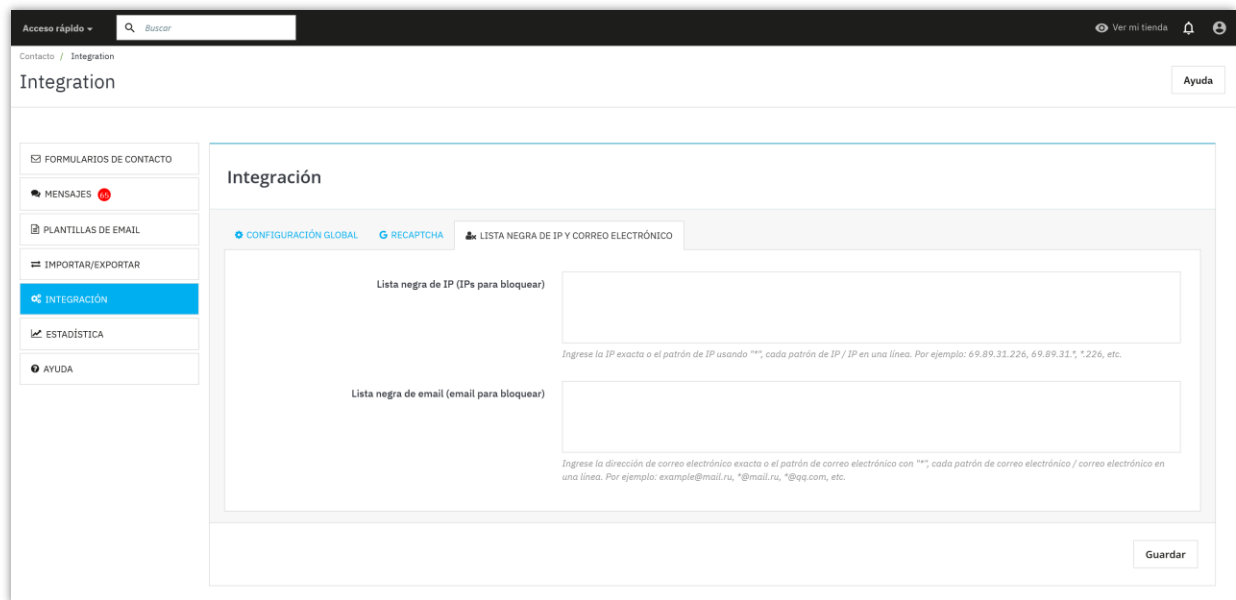 Acceso rápido
Buscar
Ver mi tienda
Contacto / Integration
Integration
Ayuda
FORMULARIOS DE CONTACTO
MENSAJES 65
PLANTILLAS DE EMAIL
IMPORTAR/EXPORTAR
INTEGRACIÓN
ESTADÍSTICA
AYUDA
Integración
CONFIGURACIÓN GLOBAL
RECAPTCHA
LISTA NEGRA DE IP Y CORREO ELECTRÓNICO
Lista negra de IP (IPs para bloquear)
Ingrese la IP exacta o el patrón de IP usando "*", cada patrón de IP / IP en una línea. Por ejemplo: 69.89.31.226, 69.89.31.*, *.226, etc.
Lista negra de email (email para bloquear)
Ingrese la dirección de correo electrónico exacta o el patrón de correo electrónico con "*", cada patrón de correo electrónico / correo electrónico en
una línea. Por ejemplo: example@mail.ru, *@mail.ru, *@qq.com, etc.
Guardar